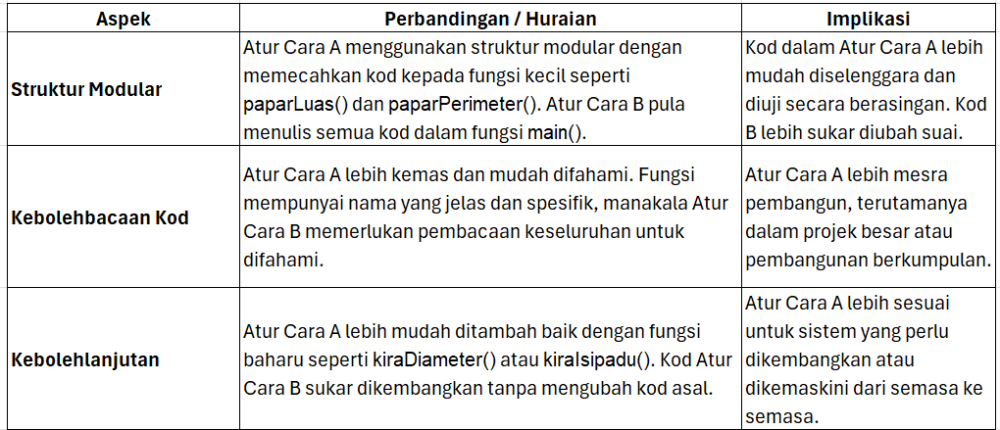 Aspek
Perbandingan / Huraian
Implikasi
Struktur Modular
Atur Cara A menggunakan struktur modular dengan
memecahkan kod kepada fungsi kecil seperti
paparLuas() dan paparPerimeter(). Atur Cara B pula
menulis semua kod dalam fungsi main().
Kod dalam Atur Cara A lebih
mudah diselenggara dan
diuji secara berasingan. Kod
B lebih sukar diubah suai.
Kebolehbacaan Kod
Atur Cara A lebih kemas dan mudah difahami. Fungsi
mempunyai nama yang jelas dan spesifik, manakala Atur
Cara B memerlukan pembacaan keseluruhan untuk
difahami.
Atur Cara A lebih mesra
pembangun, terutamanya
dalam projek besar atau
pembangunan berkumpulan.
Kebolehlanjutan
Atur Cara A lebih mudah ditambah baik dengan fungsi
baharu seperti kiraDiameter() atau kiraIsipadu(). Kod Atur
Cara B sukar dikembangkan tanpa mengubah kod asal.
Atur Cara A lebih sesuai
untuk sistem yang perlu
dikembangkan atau
dikemaskini dari semasa ke
semasa.